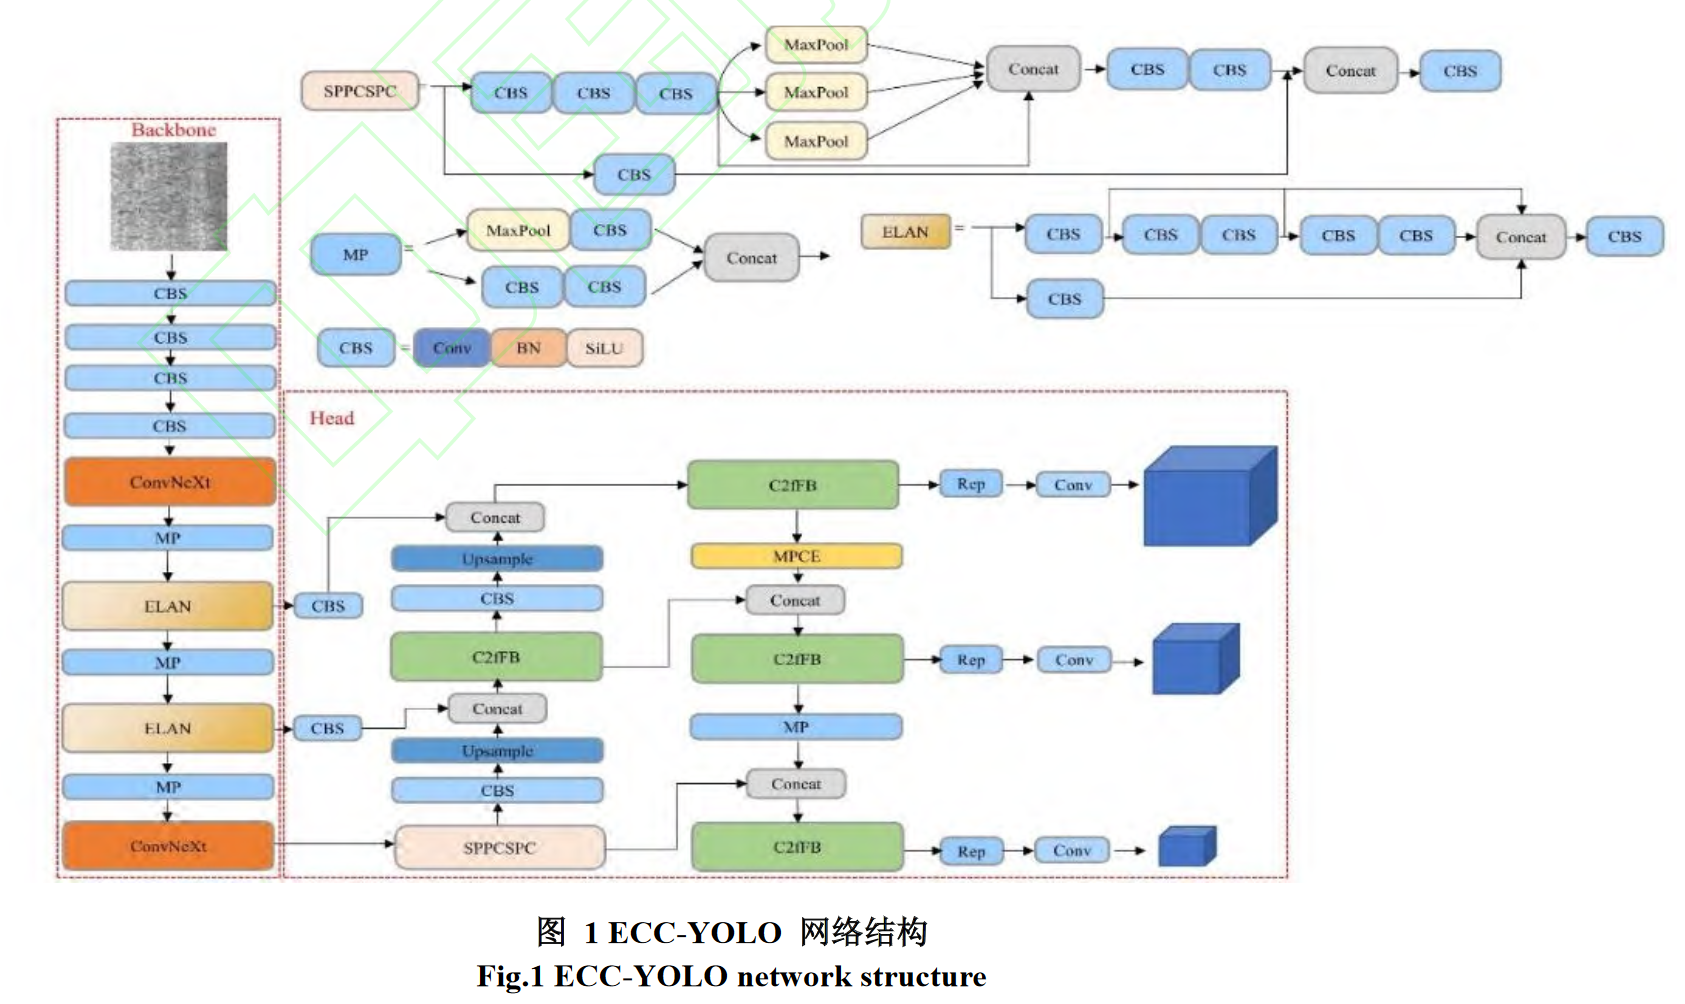 MaxPool
SPPCSPC
CBS CBS CBS
MaxPool
Concat
CBS CBS
Concat
CBS
MaxPool
CBS
MP =
MaxPool CBS
CBS CBS
Concat
ELAN =
CBS
CBS CBS
CBS CBS
Concat
CBS
CBS
CBS = Conv BN SiLU
Backbone
CBS
CBS
CBS
CBS
ConvNeXt
MP
ELAN
MP
ELAN
MP
ConvNeXt
Head
CBS
CBS
Concat
Upsample
CBS
C2fFB
Concat
Upsample
CBS
SPPCSPC
C2fFB
Rep
Conv
MPCE
Concat
C2fFB
Rep
Conv
MP
Concat
C2fFB
Rep
Conv
图 1 ECC-YOLO 网络结构
Fig.1 ECC-YOLO network structure